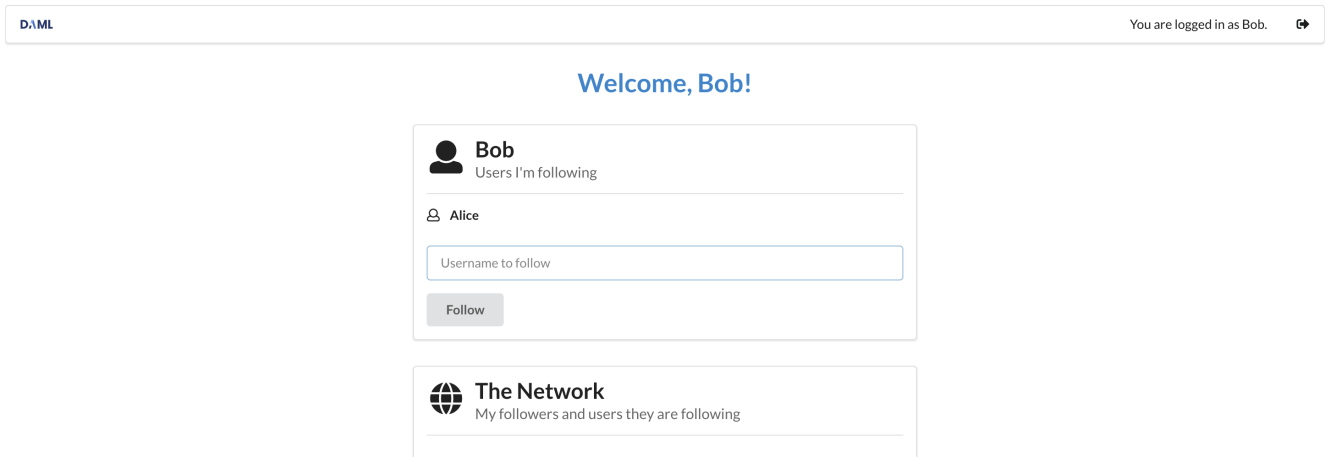 DAML
You are logged in as Bob.
Welcome, Bob!
Bob
Users I'm following
Alice
Username to follow
Follow
The Network
My followers and users they are following